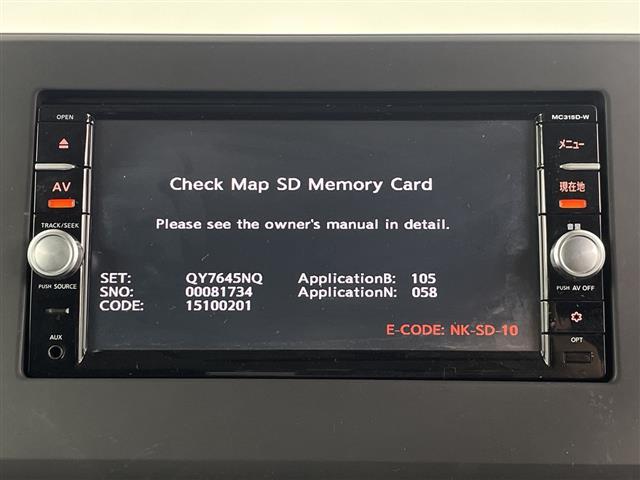 OPEN
MC315D-W
メニュー
AV
現在地
TRACK/SEEK
音量
PUSH SOURCE
PUSH AV OFF
AUX
OPT
Check Map SD Memory Card
Please see the owner's manual in detail.
SET: QY7645NQ ApplicationB: 105
SNO: 00081734 ApplicationN: 058
CODE: 15100201
E-CODE: NK-SD-10